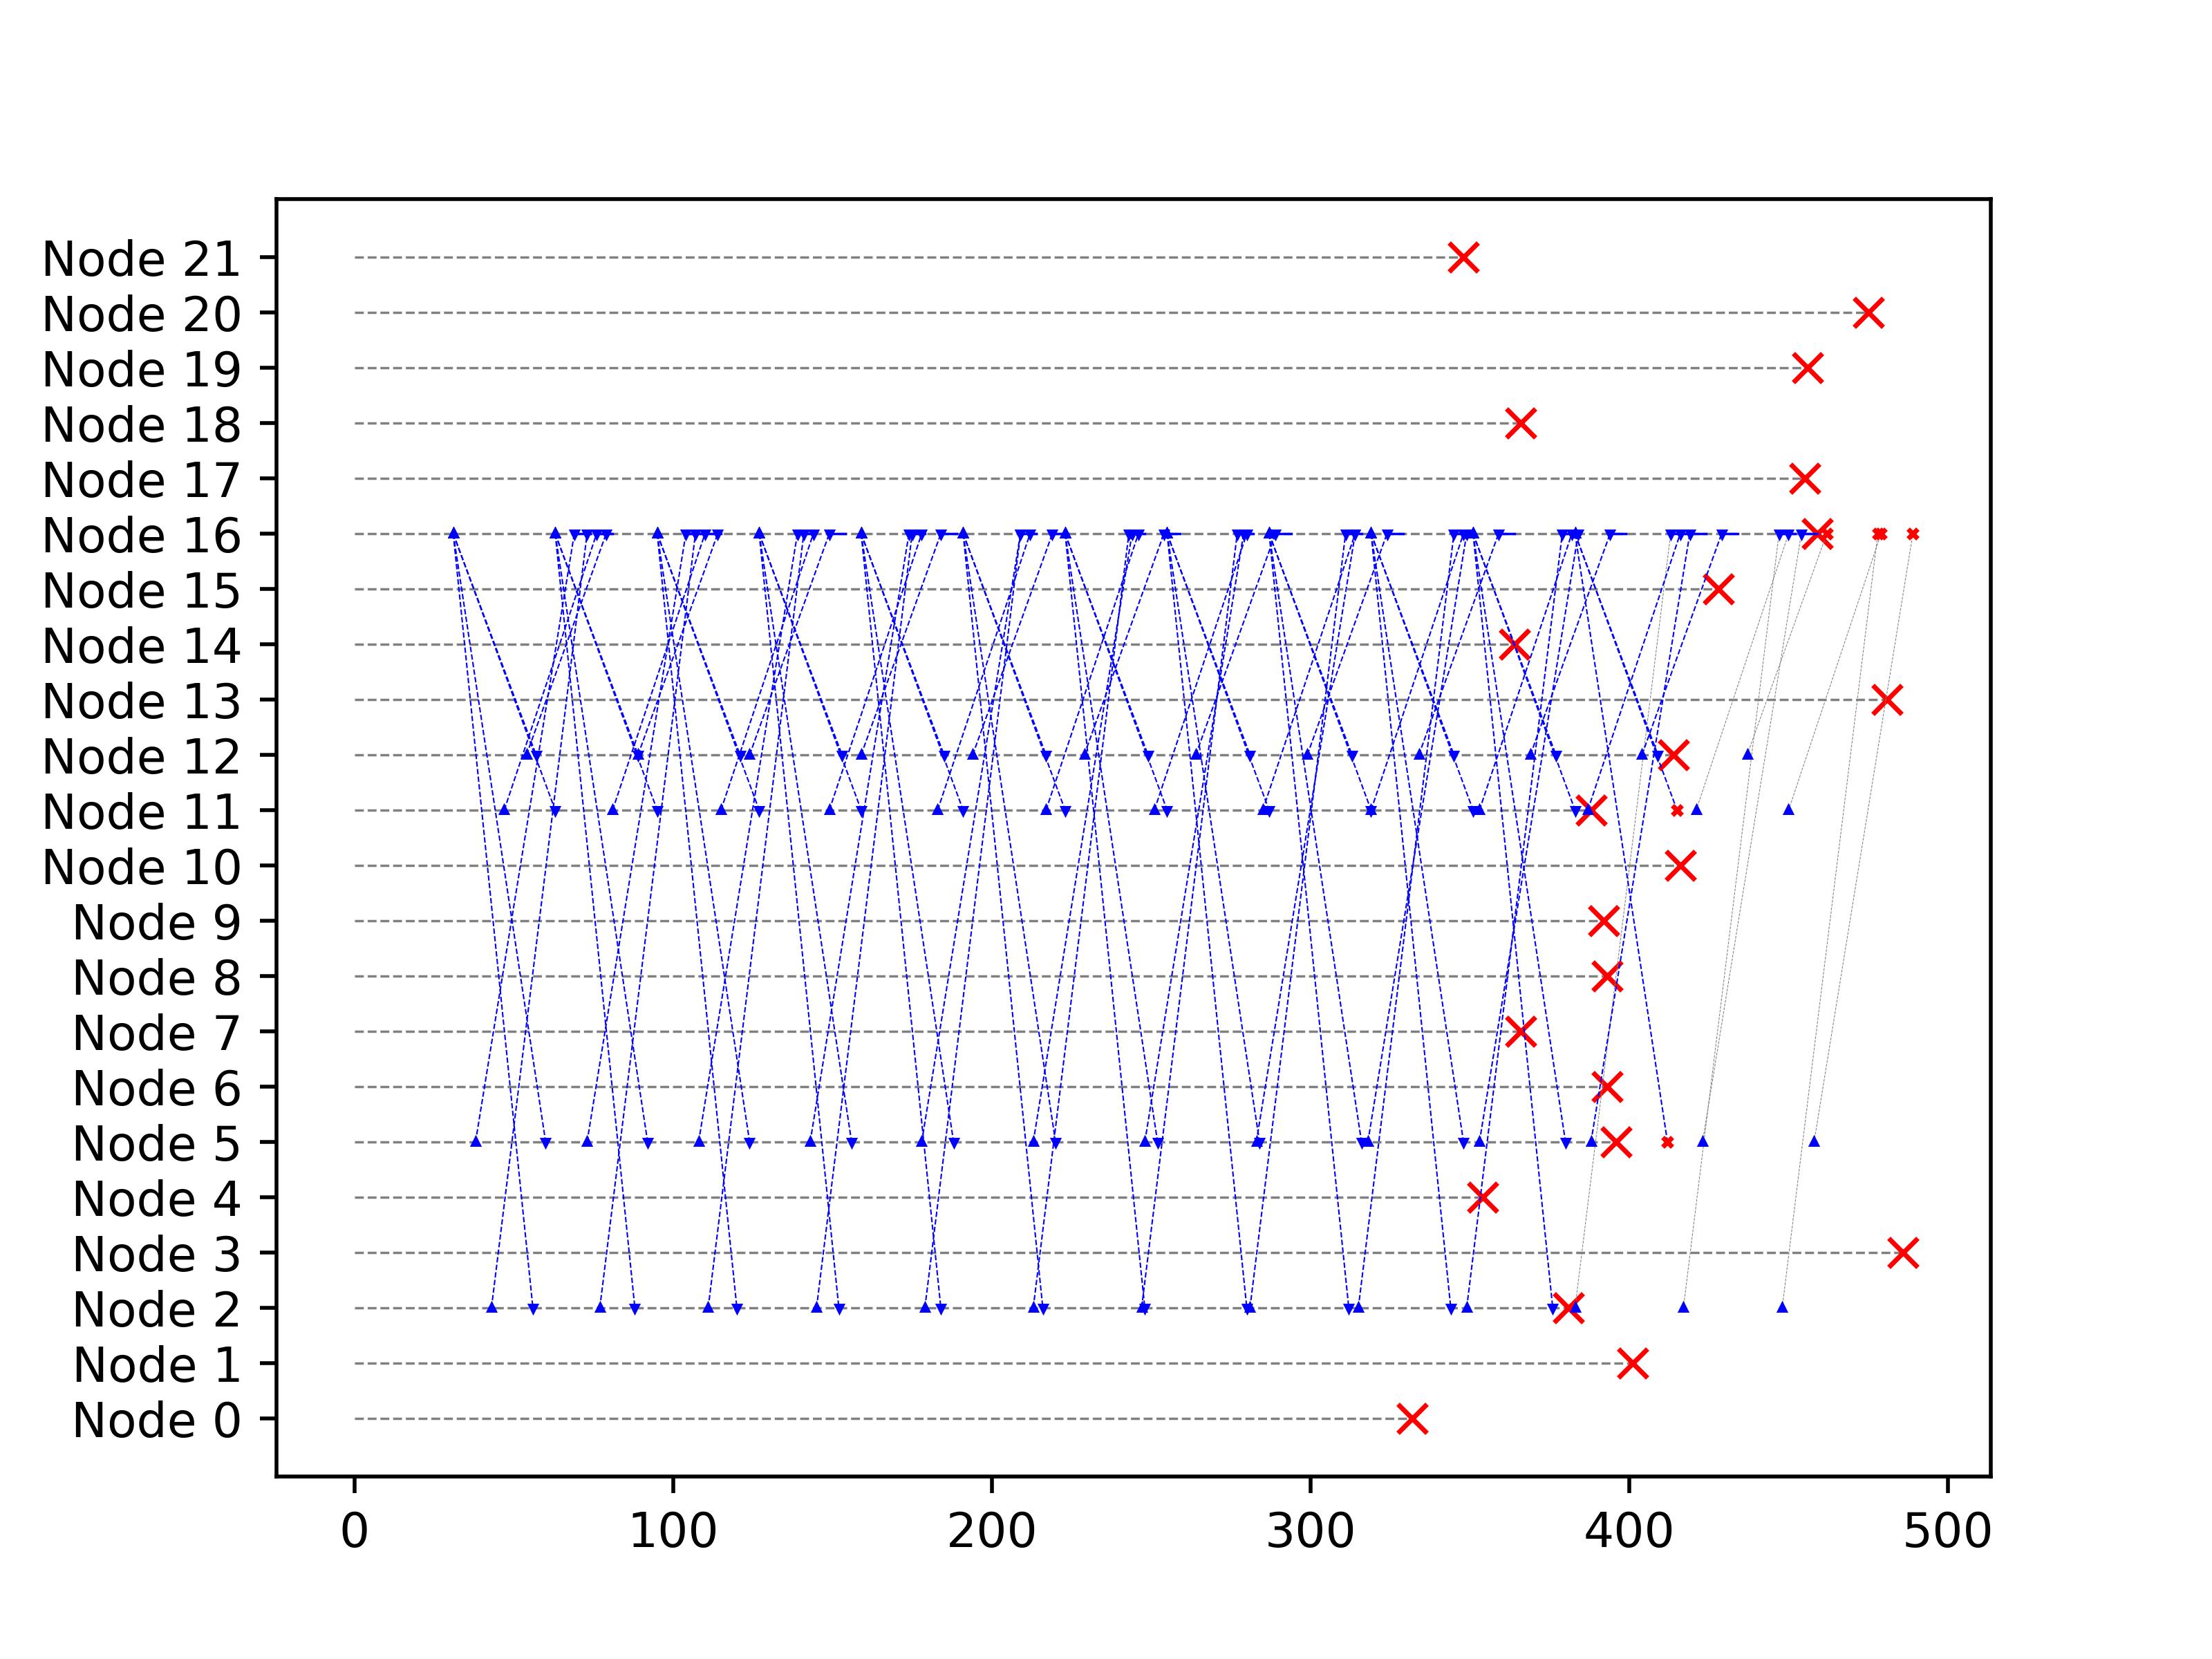 Node 21
Node 20
Node 19
Node 18
Node 17
Node 16
Node 15
Node 14
Node 13
Node 12
Node 11
Node 10
Node 9
Node 8
Node 7
Node 6
Node 5
Node 4
Node 3
Node 2
Node 1
Node 0
0 100 200 300 400 500